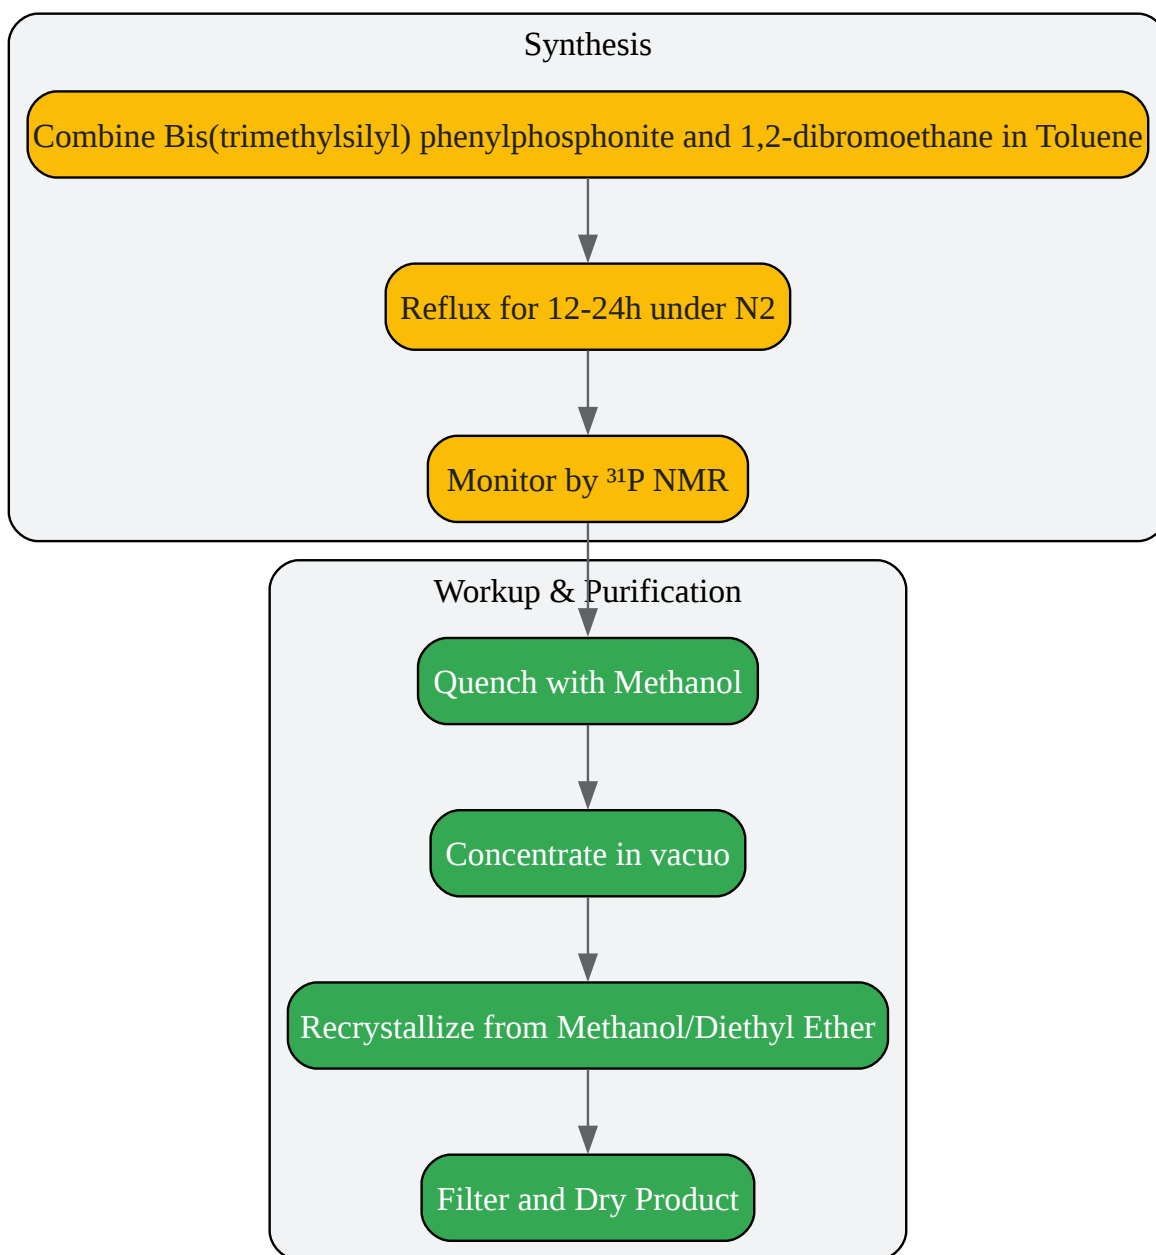 Synthesis
Combine Bis(trimethylsilyl) phenylphosphonite and 1,2-dibromoethane in Toluene
Reflux for 12-24h under N2
Monitor by ³¹P NMR
Workup & Purification
Quench with Methanol
Concentrate in vacuo
Recrystallize from Methanol/Diethyl Ether
Filter and Dry Product